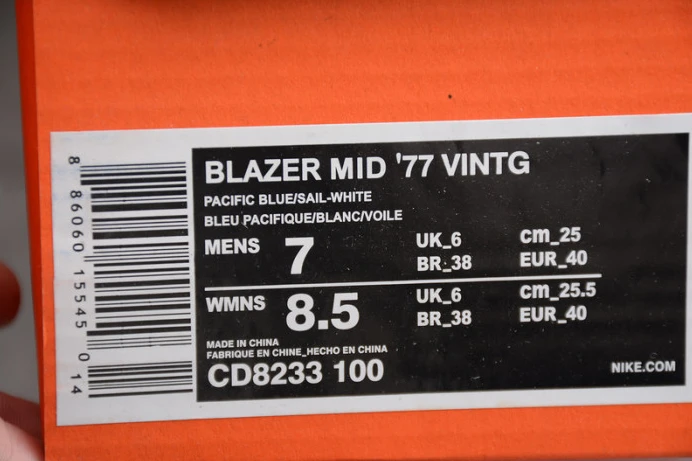 8 86060 15545 0 14
BLAZER MID '77 VINTG
PACIFIC BLUE/SAIL-WHITE
BLEU PACIFIQUE/BLANC/VOILE
MENS 7 UK_6 cm_25
BR_38 EUR_40
WMNS 8.5 UK_6 cm_25.5
BR_38 EUR_40
MADE IN CHINA
FABRIQUE EN CHINE_HECHO EN CHINA
CD8233 100
NIKE.COM